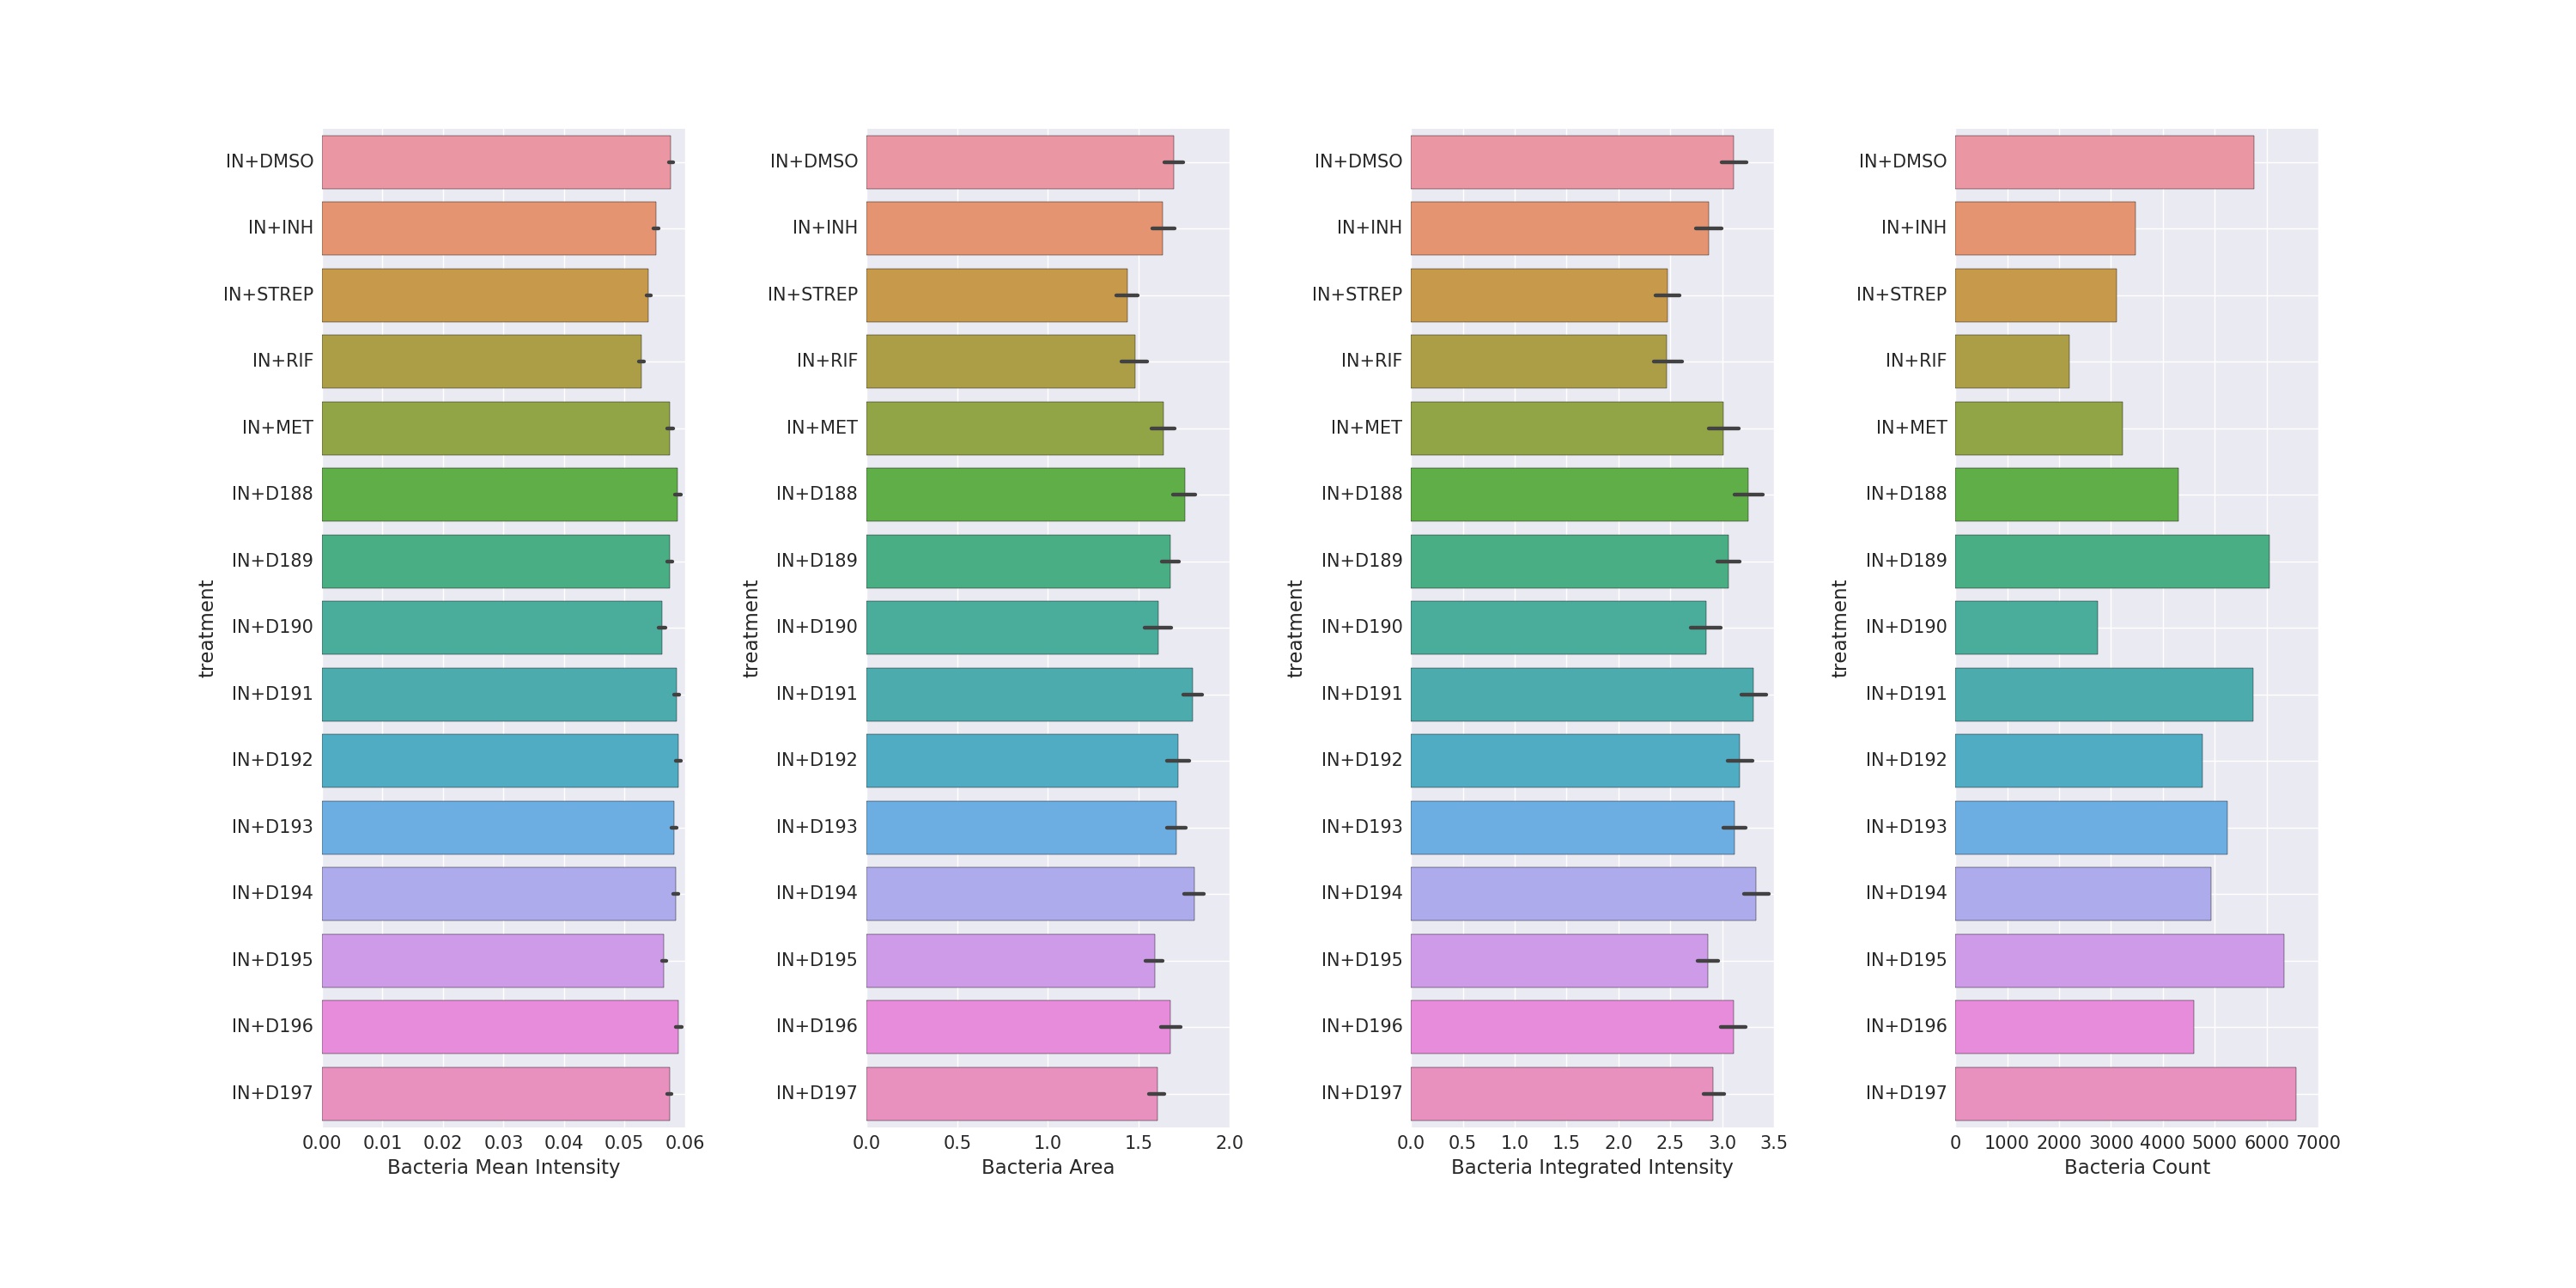 IN+DMSO
IN+INH
IN+STREP
IN+RIF
IN+MET
IN+D188
IN+D189
IN+D190
IN+D191
IN+D192
IN+D193
IN+D194
IN+D195
IN+D196
IN+D197
treatment
0.00 0.01 0.02 0.03 0.04 0.05 0.06
Bacteria Mean Intensity
IN+DMSO
IN+INH
IN+STREP
IN+RIF
IN+MET
IN+D188
IN+D189
IN+D190
IN+D191
IN+D192
IN+D193
IN+D194
IN+D195
IN+D196
IN+D197
treatment
0.0 0.5 1.0 1.5 2.0
Bacteria Area
IN+DMSO
IN+INH
IN+STREP
IN+RIF
IN+MET
IN+D188
IN+D189
IN+D190
IN+D191
IN+D192
IN+D193
IN+D194
IN+D195
IN+D196
IN+D197
treatment
0.0 0.5 1.0 1.5 2.0 2.5 3.0 3.5
Bacteria Integrated Intensity
IN+DMSO
IN+INH
IN+STREP
IN+RIF
IN+MET
IN+D188
IN+D189
IN+D190
IN+D191
IN+D192
IN+D193
IN+D194
IN+D195
IN+D196
IN+D197
treatment
0 1000 2000 3000 4000 5000 6000 7000
Bacteria Count